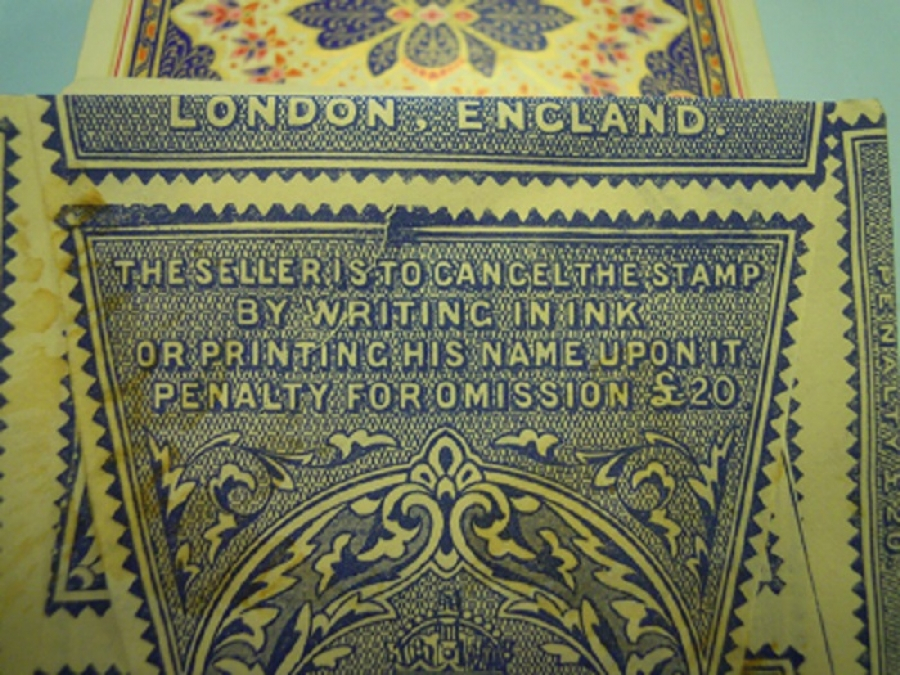 LONDON, ENGLAND.
THE SELLER IS TO CANCEL THE STAMP
BY WRITING IN INK
OR PRINTING HIS NAME UPON IT.
PENALTY FOR OMISSION £20
PENALTY £20